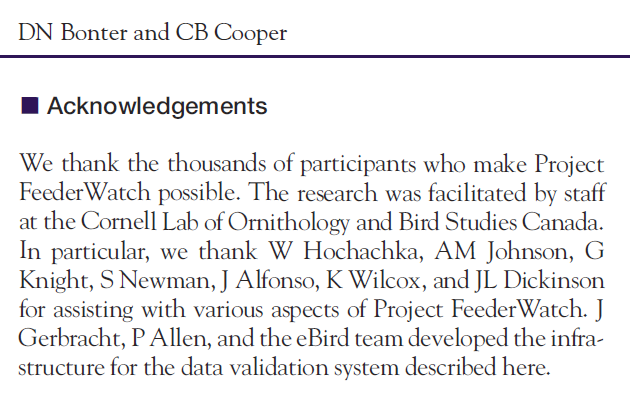 DN Bonter and CB Cooper
Acknowledgements
We thank the thousands of participants who make Project
FeederWatch possible. The research was facilitated by staff
at the Cornell Lab of Ornithology and Bird Studies Canada.
In particular, we thank W Hochachka, AM Johnson, G
Knight, S Newman, J Alfonso, K Wilcox, and JL Dickinson
for assisting with various aspects of Project FeederWatch. J
Gerbracht, P Allen, and the eBird team developed the infra-
structure for the data validation system described here.